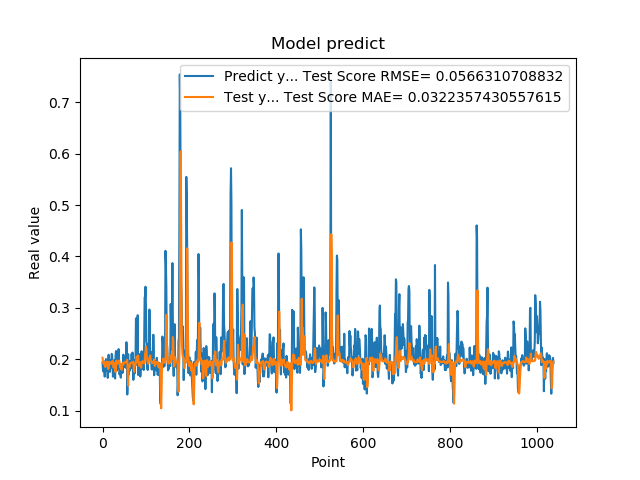 Model predict
Predict y... Test Score RMSE= 0.0566310708832
Test y... Test Score MAE= 0.0322357430557615
Real value
0.7
0.6
0.5
0.4
0.3
0.2
0.1
0 200 400 600 800 1000
Point